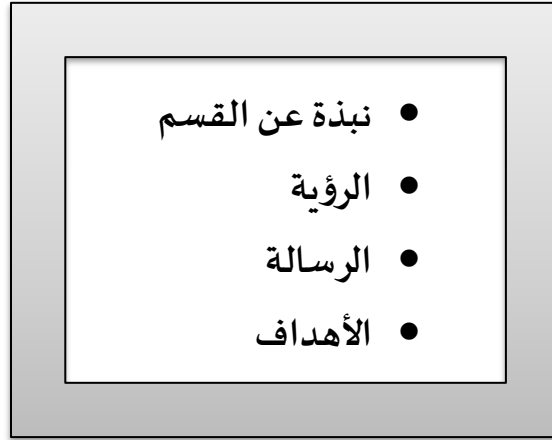 • نبذة عن القسم
• الرؤية
• الرسالة
• الأهداف